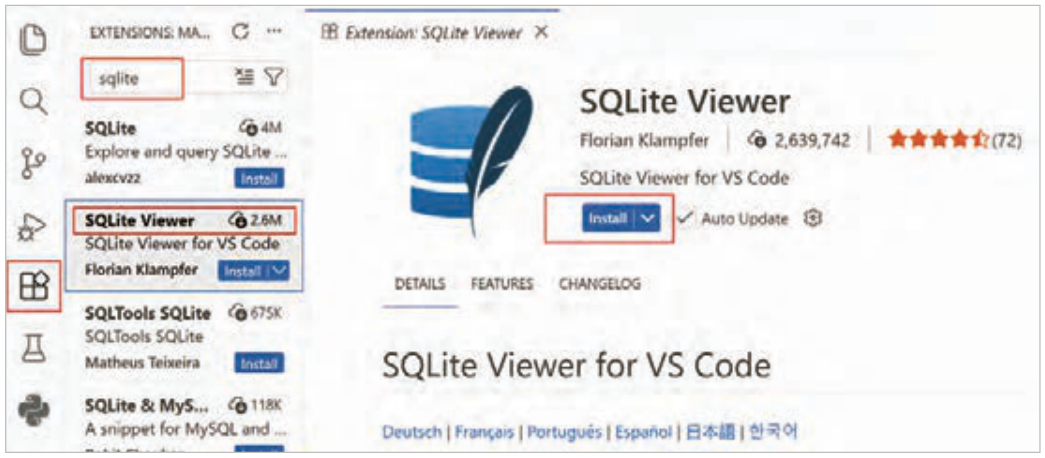 EXTENSIONS: MA...
sqlite
SQLite 4M
Explore and query SQLite ...
alexcvzz Install
SQLite Viewer 2.6M
SQLite Viewer for VS Code
Florian Klampfer Install
SQLTools SQLite 675K
SQLTools SQLite
Matheus Teixeira Install
SQLite & MyS... 118K
A snippet for MySQL and ...
Extension: SQLite Viewer
SQLite Viewer
Florian Klampfer 2,639,742 (72)
SQLite Viewer for VS Code
Install Auto Update
DETAILS FEATURES CHANGELOG
SQLite Viewer for VS Code
Deutsch | Français | Português | Español | 日本語 | 한국어